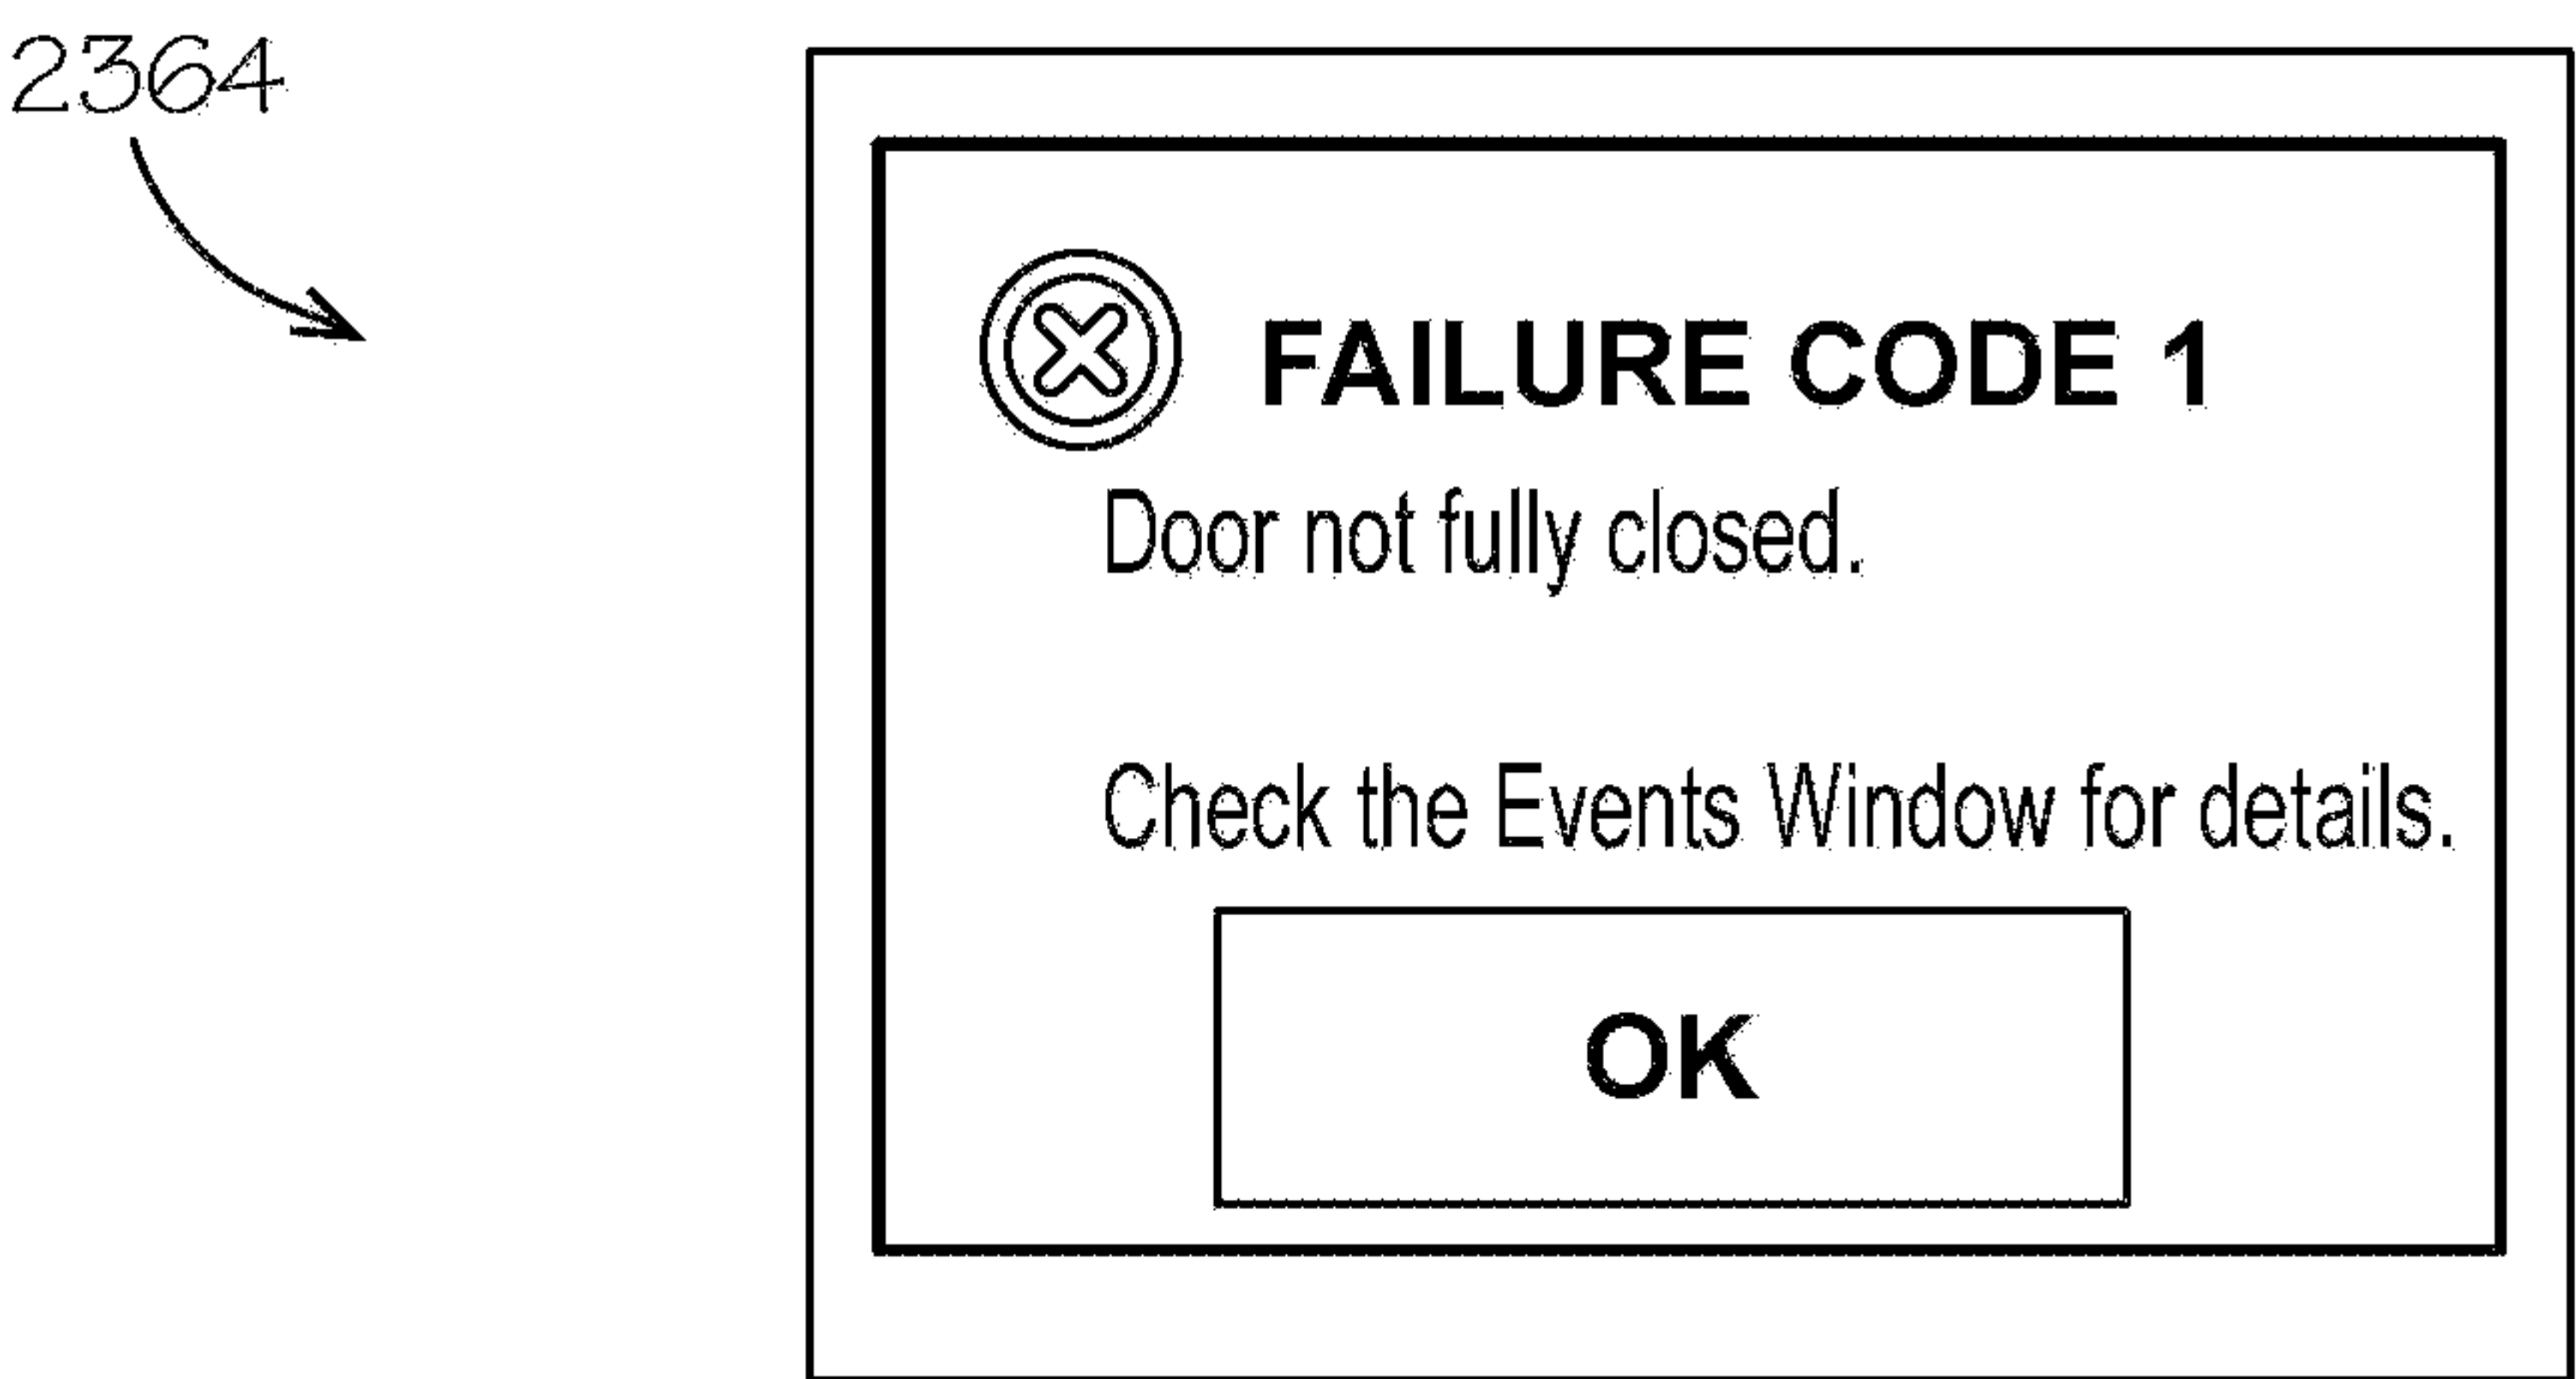 2364
FAILURE CODE 1
Door not fully closed.
Check the Events Window for details.
OK